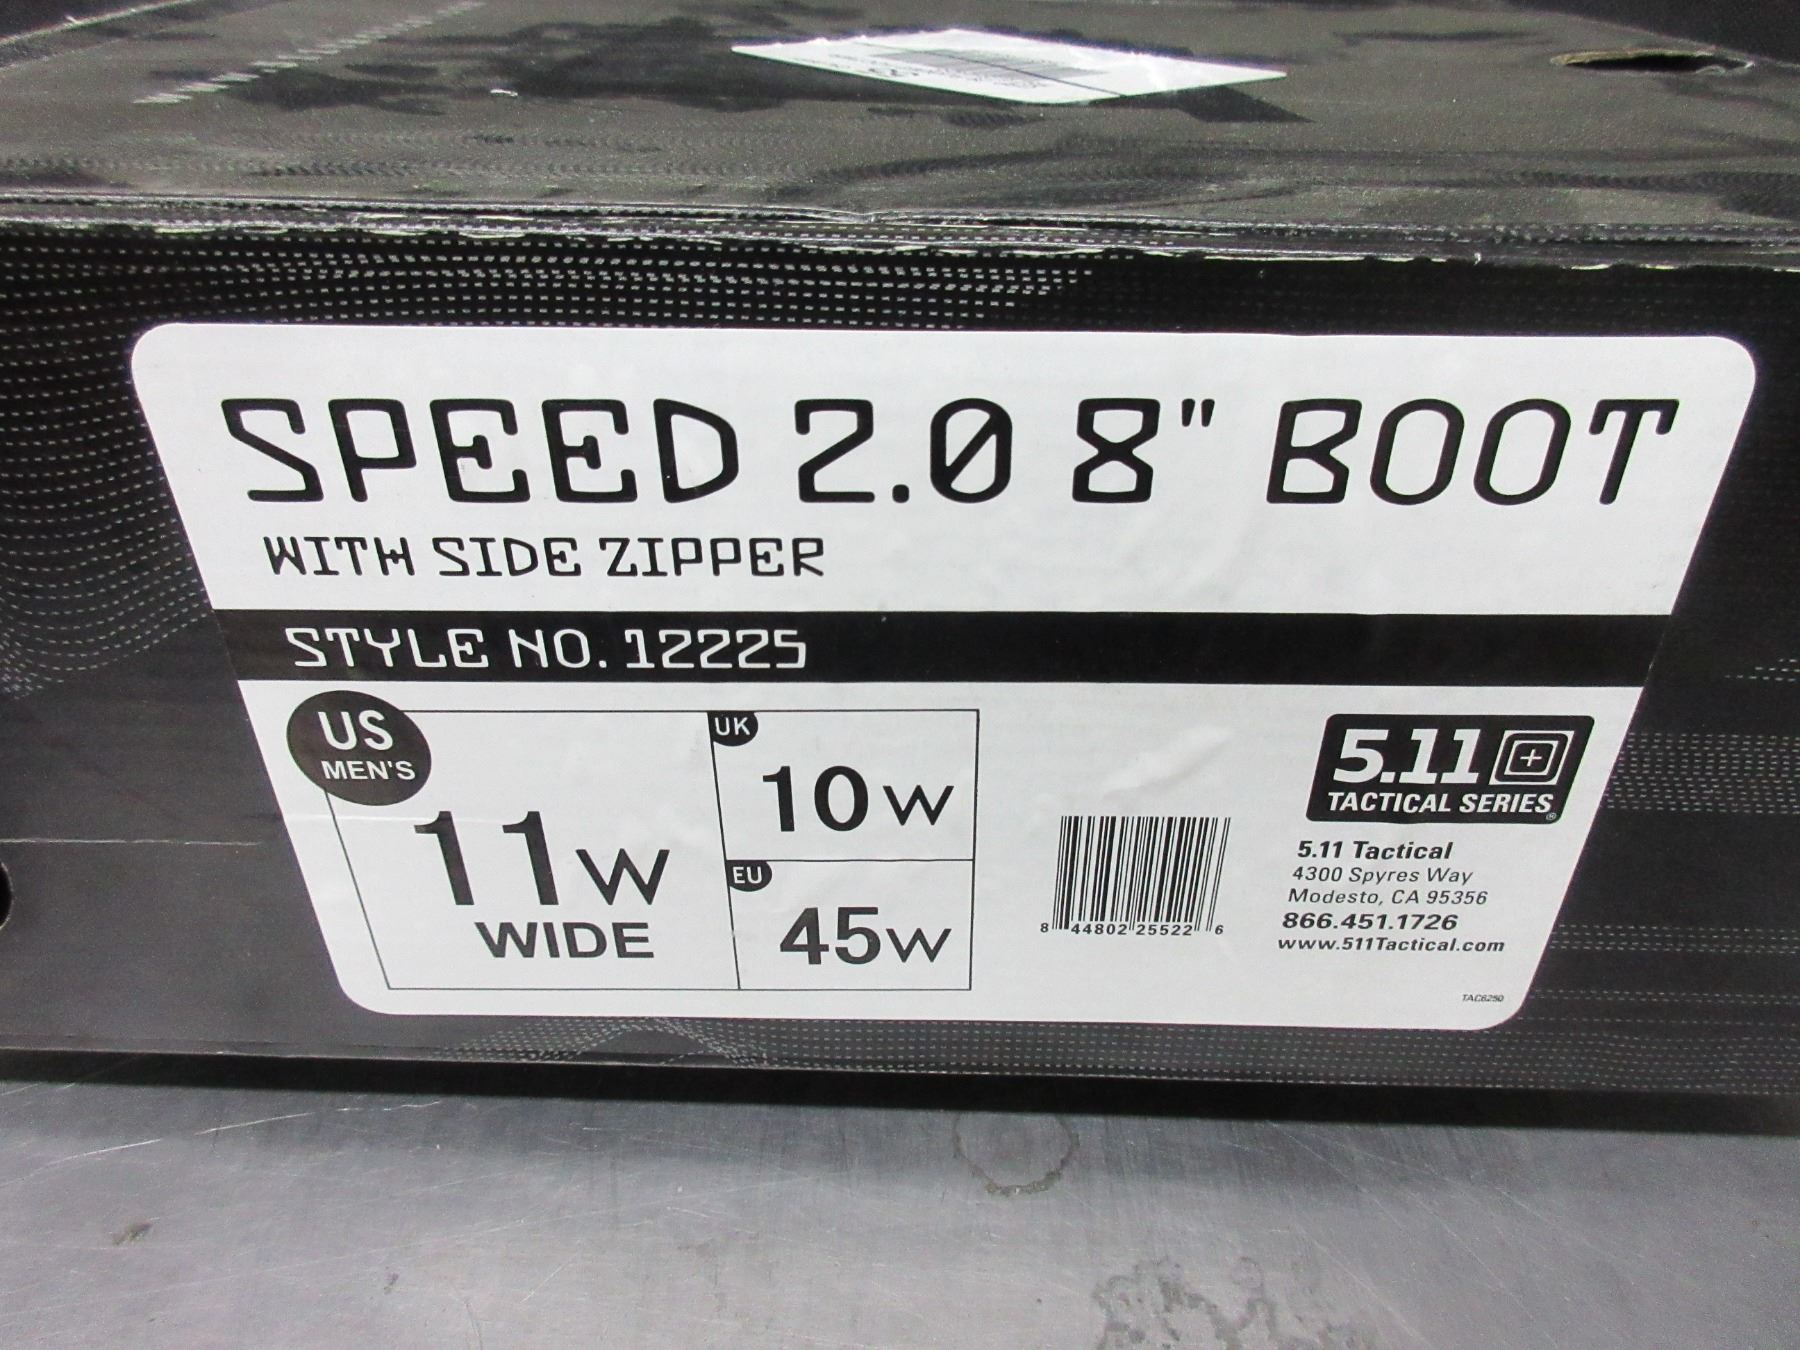 SPEED 2.0 8" BOOT
WITH SIDE ZIPPER
STYLE NO. 12225
US
MEN'S
11W
WIDE
UK
10W
EU
45W
8 44802 25522 6
5.11
TACTICAL SERIES®
5.11 Tactical
4300 Spyres Way
Modesto, CA 95356
866.451.1726
www.511Tactical.com
TAC6250